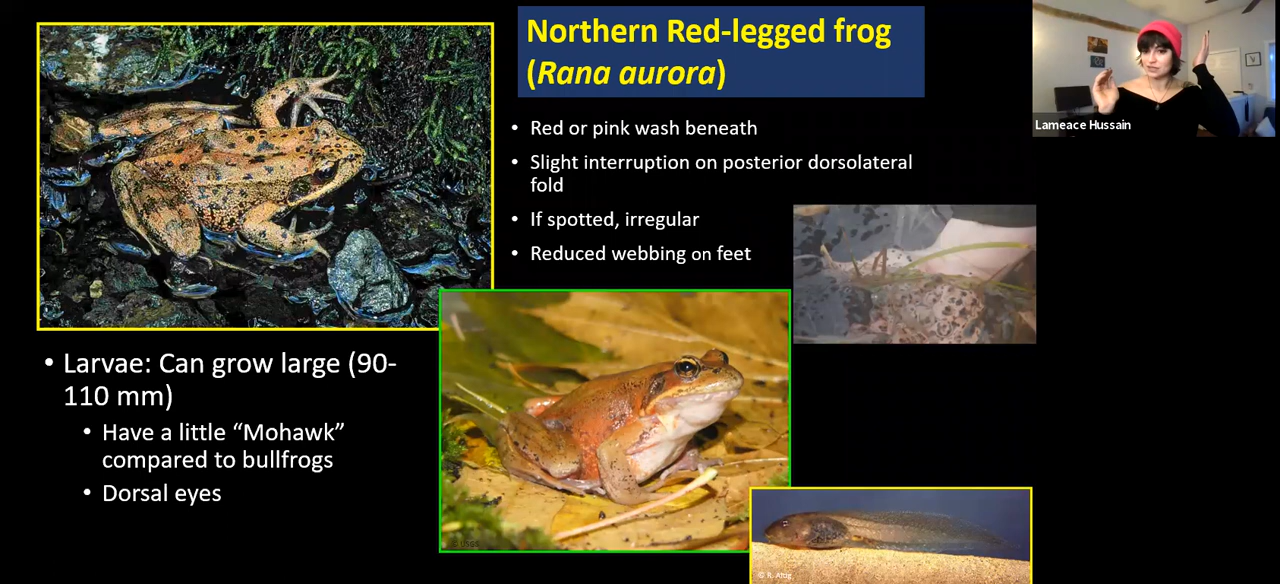 Northern Red-legged frog
(Rana aurora)
• Red or pink wash beneath
• Slight interruption on posterior dorsolateral
fold
• If spotted, irregular
• Reduced webbing on feet
Lameace Hussain
• Larvae: Can grow large (90-
110 mm)
• Have a little “Mohawk”
compared to bullfrogs
• Dorsal eyes
© USGS